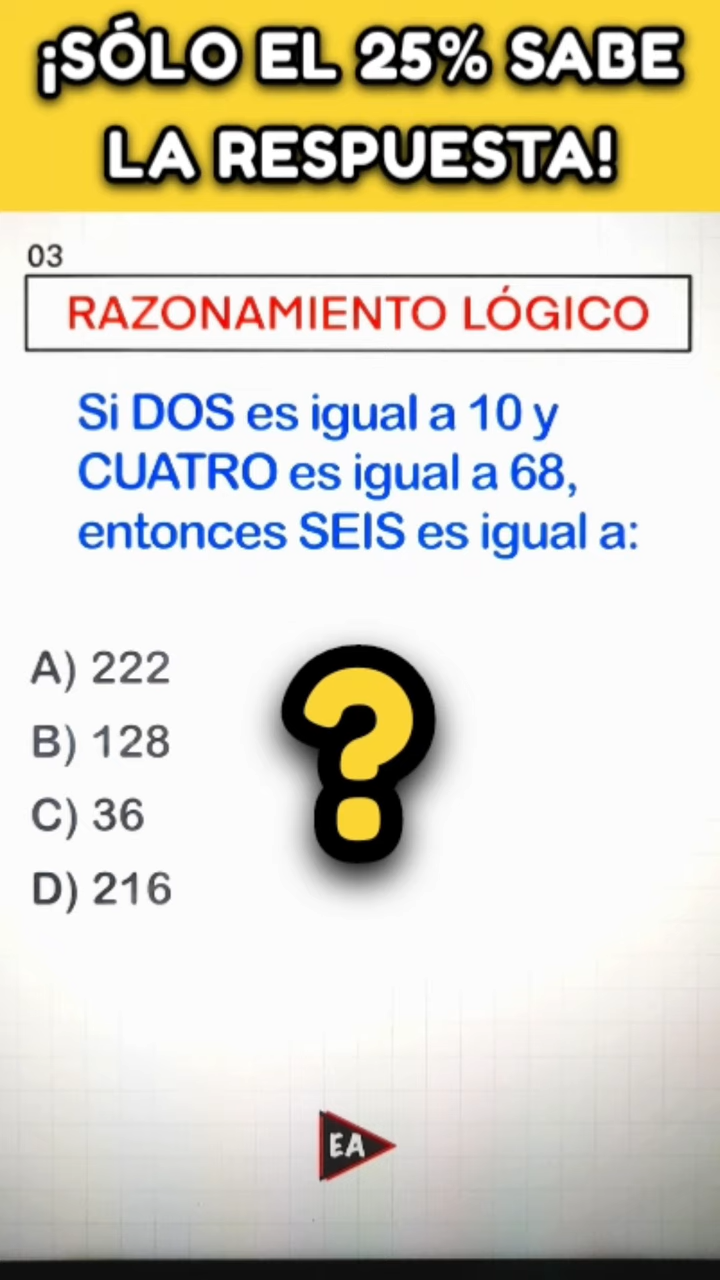 ¡SÓLO EL 25% SABE
LA RESPUESTA!
03
RAZONAMIENTO LÓGICO
Si DOS es igual a 10 y
CUATRO es igual a 68,
entonces SEIS es igual a:
A) 222
B) 128
C) 36
D) 216
?
EA